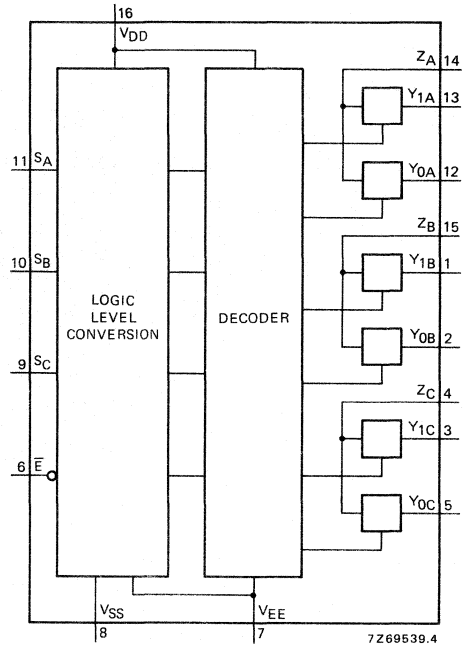 16
VDD
ZA 14
Y1A 13
11 SA
Y0A 12
ZB 15
10 SB
Y1B 1
LOGIC
LEVEL
CONVERSION
DECODER
Y0B 2
9 SC
ZC 4
Y1C 3
6 E̅
Y0C 5
VSS
VEE
8
7
7Z69539.4